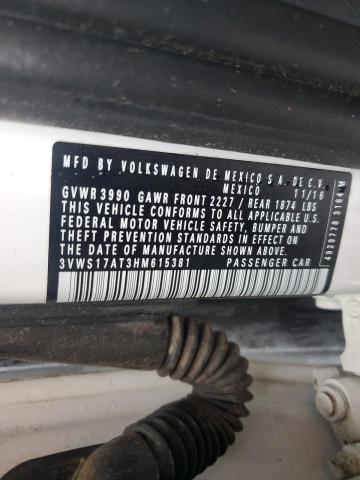 MFD BY VOLKSWAGEN DE MEXICO S.A. DE C.V.
MEXICO 11/16
GVWR 3990 GAWR FRONT 2227 / REAR 1874 LBS
THIS VEHICLE CONFORMS TO ALL APPLICABLE U.S.
FEDERAL MOTOR VEHICLE SAFETY, BUMPER AND
THEFT PREVENTION STANDARDS IN EFFECT ON
THE DATE OF MANUFACTURE SHOWN ABOVE.
3VWS17AT3HM615381 PASSENGER CAR
4929778 3164 M